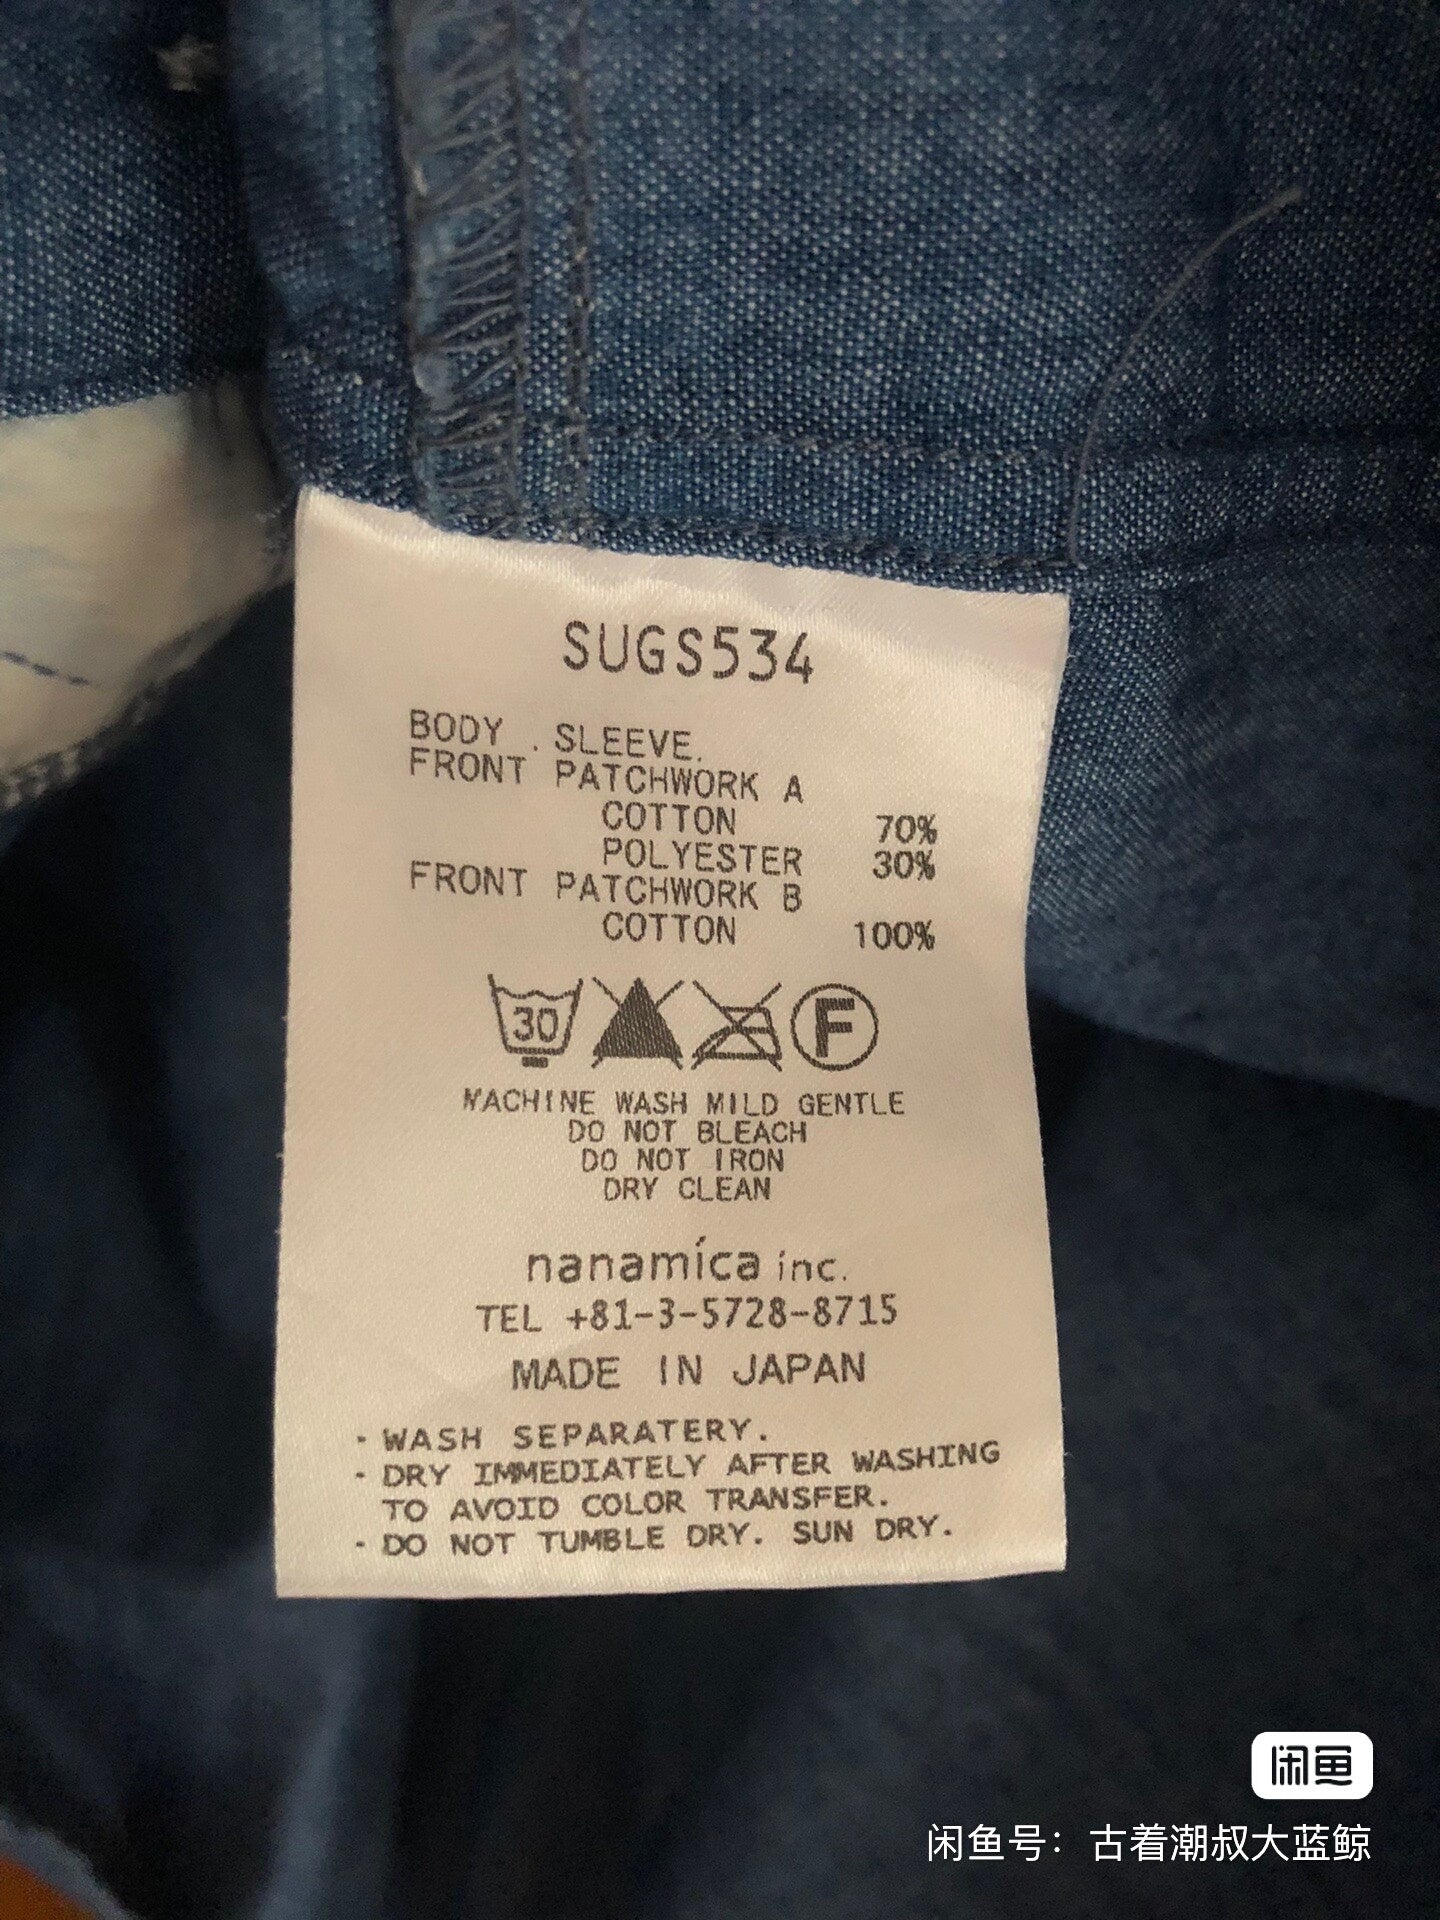 SUGS534
BODY . SLEEVE.
FRONT PATCHWORK A
COTTON 70%
POLYESTER 30%
FRONT PATCHWORK B
COTTON 100%
30 F
MACHINE WASH MILD GENTLE
DO NOT BLEACH
DO NOT IRON
DRY CLEAN
nanamíca inc.
TEL +81-3-5728-8715
MADE IN JAPAN
・WASH SEPARATERY.
・DRY IMMEDIATELY AFTER WASHING
TO AVOID COLOR TRANSFER.
・DO NOT TUMBLE DRY. SUN DRY.
闲鱼
闲鱼号：古着潮叔大蓝鲸